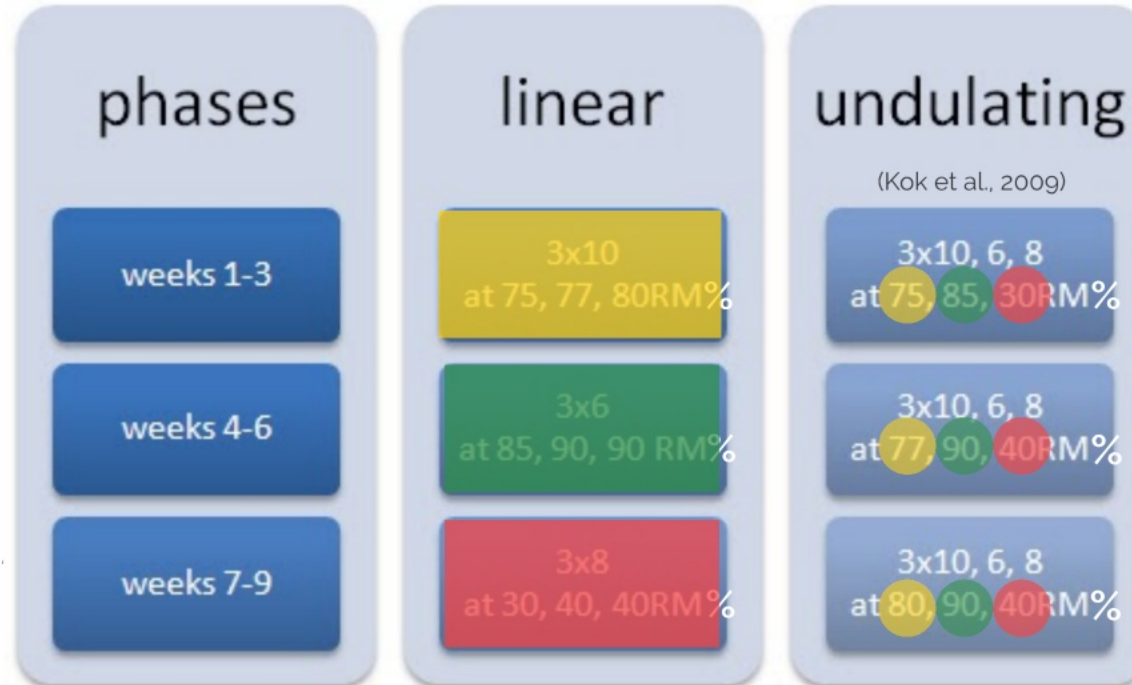 phases
weeks 1-3
weeks 4-6
weeks 7-9
linear
3x10
at 75, 77, 80RM%
3x6
at 85, 90, 90 RM%
3x8
at 30, 40, 40RM%
undulating
(Kok et al., 2009)
3x10, 6, 8
at 75, 85, 30RM%
3x10, 6, 8
at 77, 90, 40RM%
3x10, 6, 8
at 80, 90, 40RM%